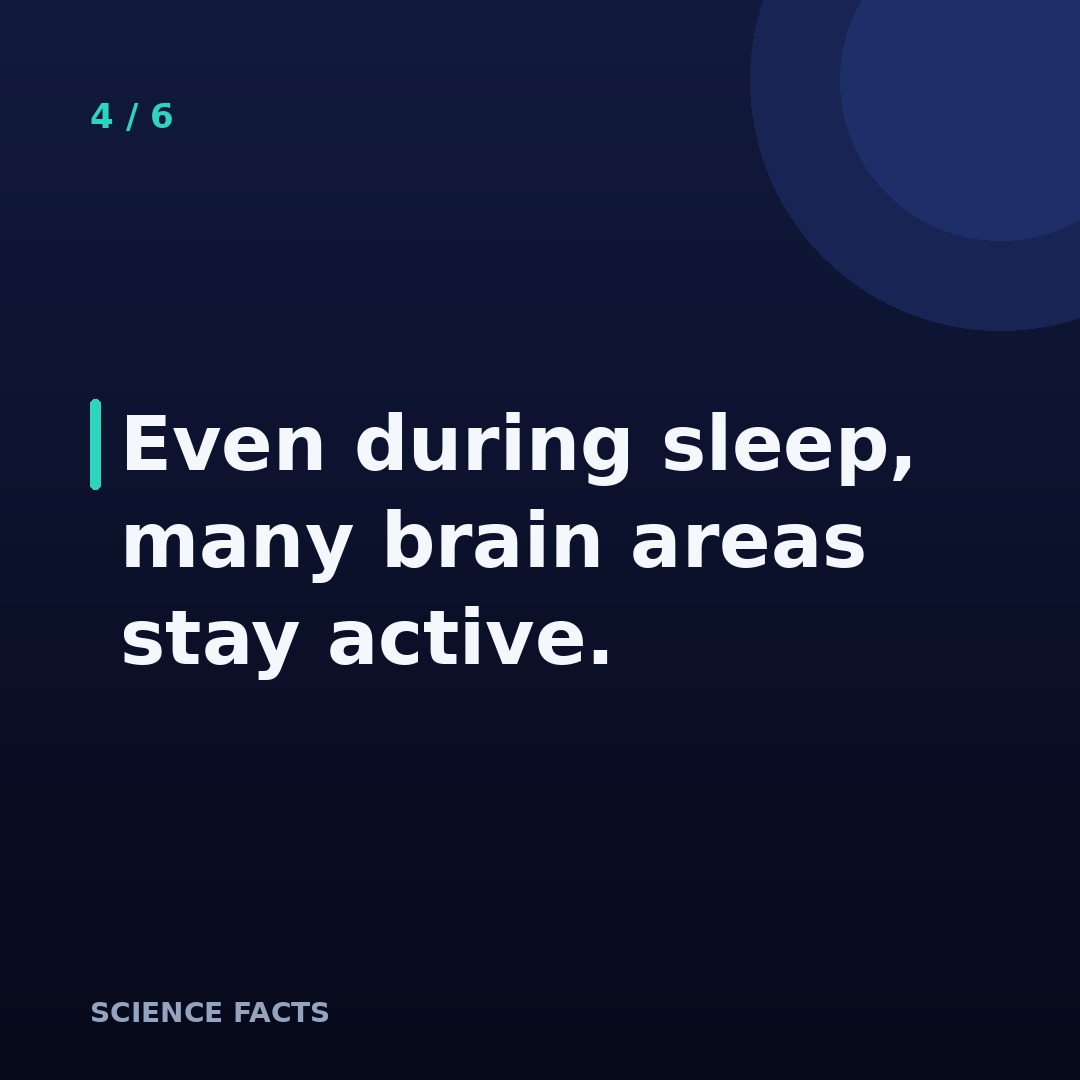 4 / 6
Even during sleep,
many brain areas
stay active.
SCIENCE FACTS